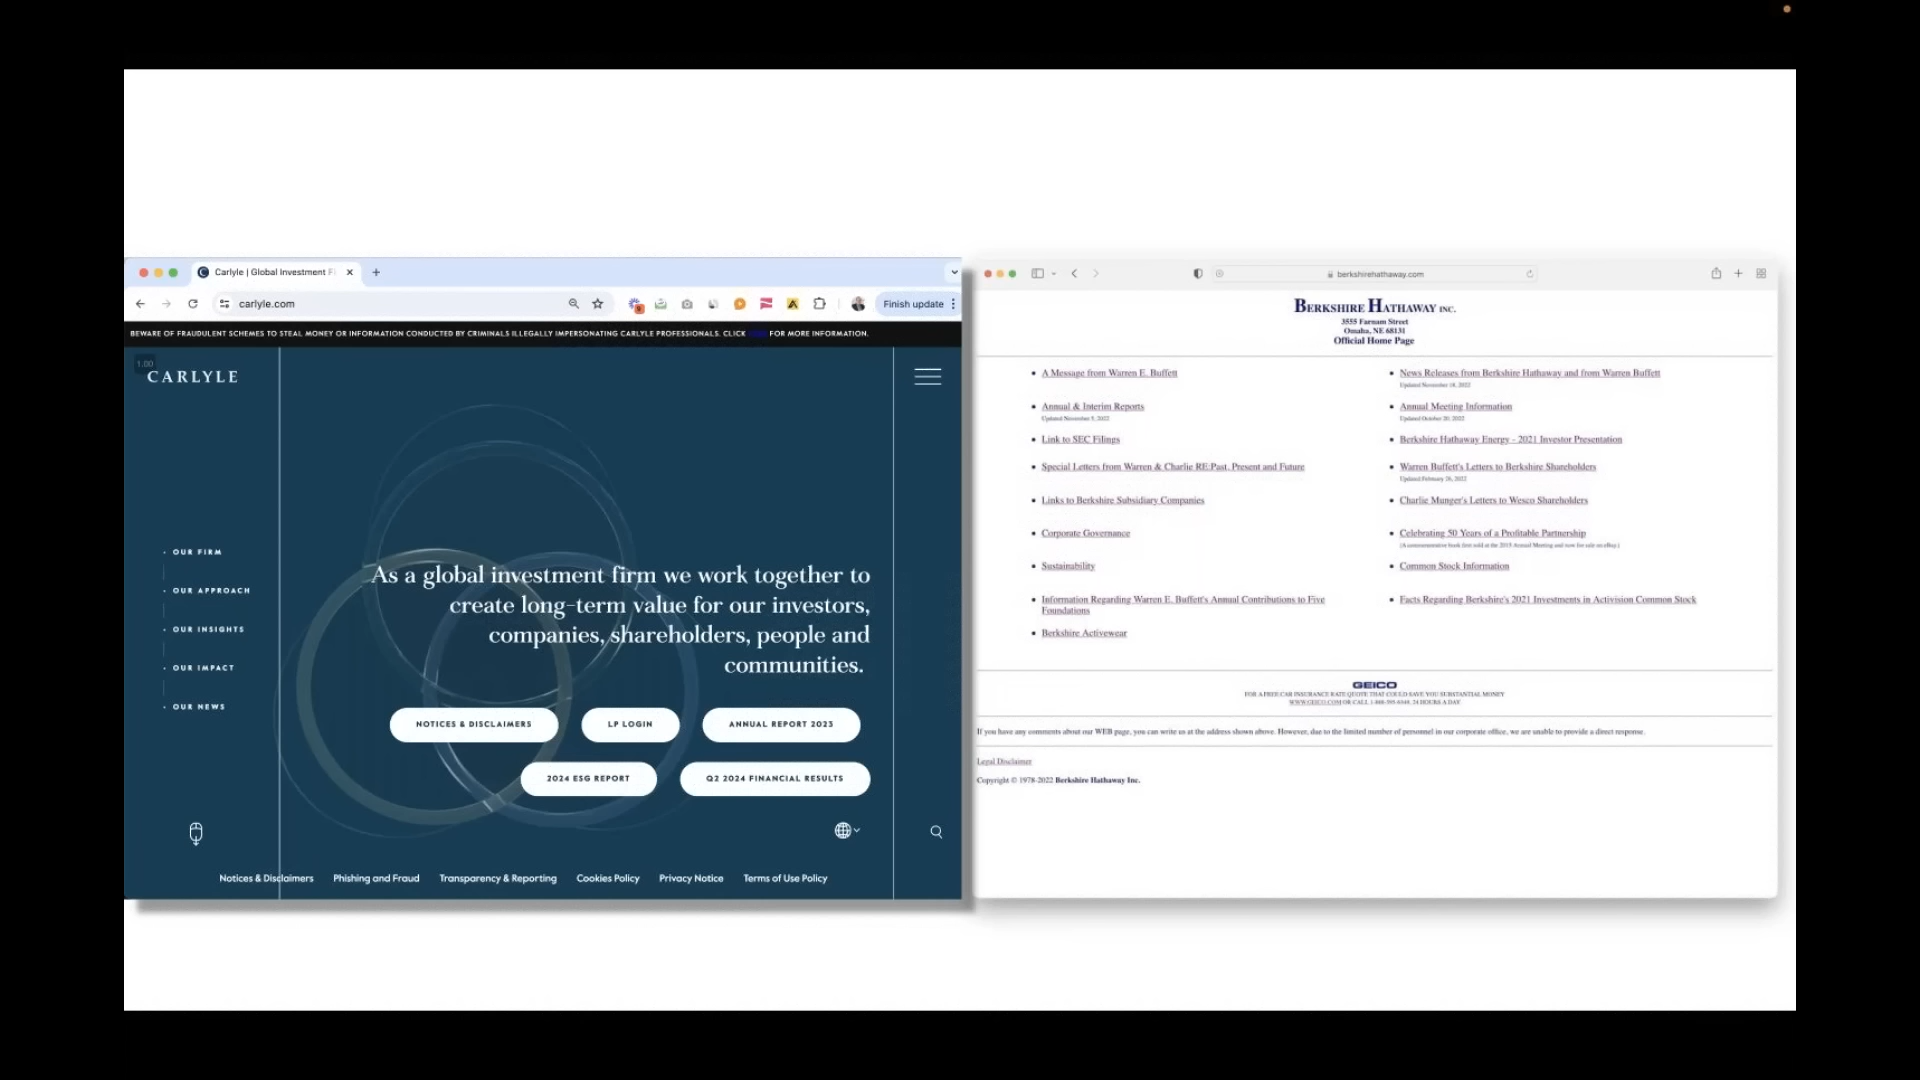 Carlyle | Global Investment Fi
carlyle.com
Finish update
BEWARE OF FRAUDULENT SCHEMES TO STEAL MONEY OR INFORMATION CONDUCTED BY CRIMINALS ILLEGALLY IMPERSONATING CARLYLE PROFESSIONALS. CLICK FOR MORE INFORMATION.
1.00
CARLYLE
OUR FIRM
OUR APPROACH
OUR INSIGHTS
OUR IMPACT
OUR NEWS
As a global investment firm we work together to
create long-term value for our investors,
companies, shareholders, people and
communities.
NOTICES & DISCLAIMERS
LP LOGIN
ANNUAL REPORT 2023
2024 ESG REPORT
Q2 2024 FINANCIAL RESULTS
Notices & Disclaimers
Phishing and Fraud
Transparency & Reporting
Cookies Policy
Privacy Notice
Terms of Use Policy
berkshirehathaway.com
BERKSHIRE HATHAWAY INC.
3555 Farnam Street
Omaha, NE 68131
Official Home Page
A Message from Warren E. Buffett
Annual & Interim Reports
Updated November 5, 2022
Link to SEC Filings
Special Letters from Warren & Charlie RE:Past, Present and Future
Links to Berkshire Subsidiary Companies
Corporate Governance
Sustainability
Information Regarding Warren E. Buffett's Annual Contributions to Five
Foundations
Berkshire Activewear
News Releases from Berkshire Hathaway and from Warren Buffett
Updated November 18, 2022
Annual Meeting Information
Updated October 20, 2022
Berkshire Hathaway Energy - 2021 Investor Presentation
Warren Buffett's Letters to Berkshire Shareholders
Updated February 26, 2022
Charlie Munger's Letters to Wesco Shareholders
Celebrating 50 Years of a Profitable Partnership
(A commemorative book first sold at the 2015 Annual Meeting and now for sale on eBay.)
Common Stock Information
Facts Regarding Berkshire's 2021 Investments in Activision Common Stock
GEICO
FOR A FREE CAR INSURANCE RATE QUOTE THAT COULD SAVE YOU SUBSTANTIAL MONEY
WWW.GEICO.COM OR CALL 1-888-395-6349, 24 HOURS A DAY
If you have any comments about our WEB page, you can write us at the address shown above. However, due to the limited number of personnel in our corporate office, we are unable to provide a direct response.
Legal Disclaimer
Copyright © 1978-2022 Berkshire Hathaway Inc.